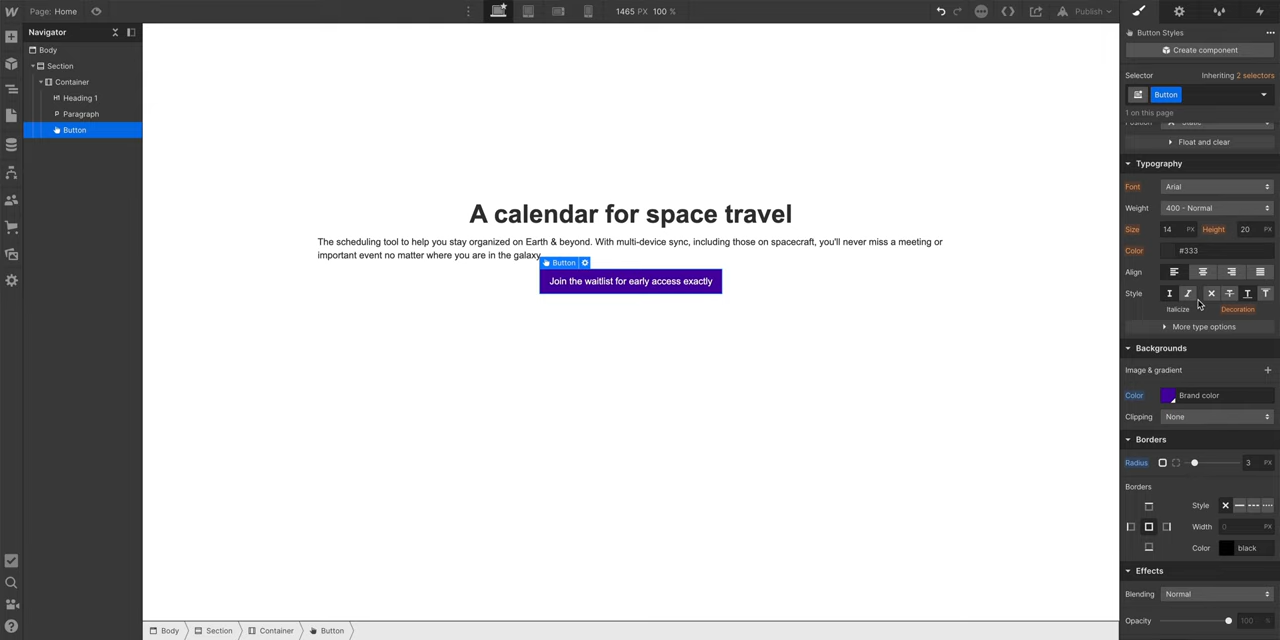 Page: Home
1465 PX 100 %
Publish
Navigator
Body
Section
Container
H1 Heading 1
P Paragraph
Button
A calendar for space travel
The scheduling tool to help you stay organized on Earth & beyond. With multi-device sync, including those on spacecraft, you'll never miss a meeting or
important event no matter where you are in the galaxy.
Button
Join the waitlist for early access exactly
Button Styles
Create component
Selector Inheriting 2 selectors
Button
1 on this page
Position Static
Float and clear
Typography
Font Arial
Weight 400 - Normal
Size 14 PX Height 20 PX
Color #333
Align
Style
Italicize Decoration
More type options
Backgrounds
Image & gradient
Color Brand color
Clipping None
Borders
Radius 3 PX
Borders
Style
Width 0 PX
Color black
Effects
Blending Normal
Opacity 100 %
Body Section Container Button